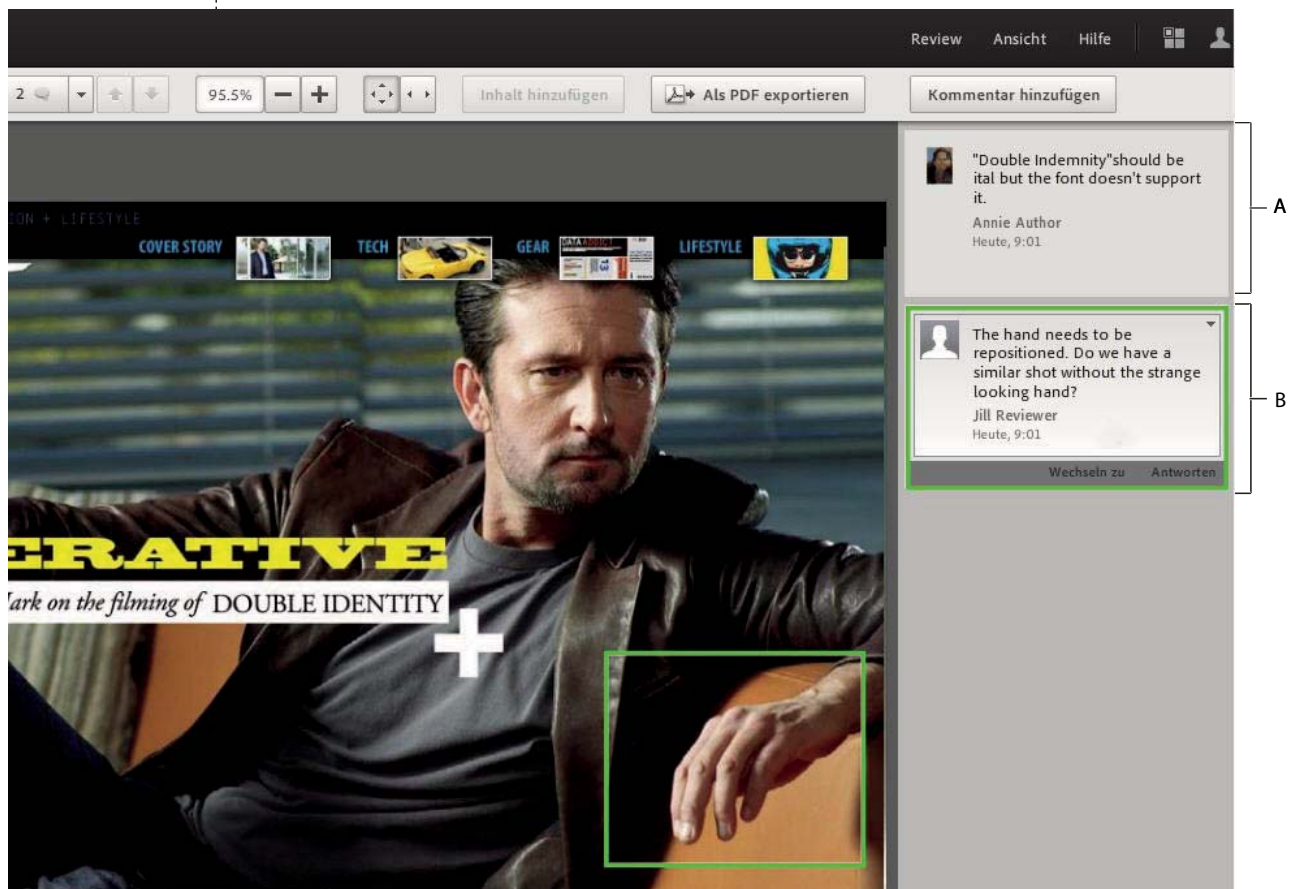 Review Ansicht Hilfe
2 95.5% Inhalt hinzufügen Als PDF exportieren Kommentar hinzufügen
"Double Indemnity"should be
ital but the font doesn't support
it.
Annie Author
Heute, 9:01
A
ION + LIFESTYLE
COVER STORY TECH GEAR LIFESTYLE
DATA ADDICT
The hand needs to be
repositioned. Do we have a
similar shot without the strange
looking hand?
Jill Reviewer
Heute, 9:01
B
Wechseln zu Antworten
ERATIVE
ark on the filming of DOUBLE IDENTITY
+